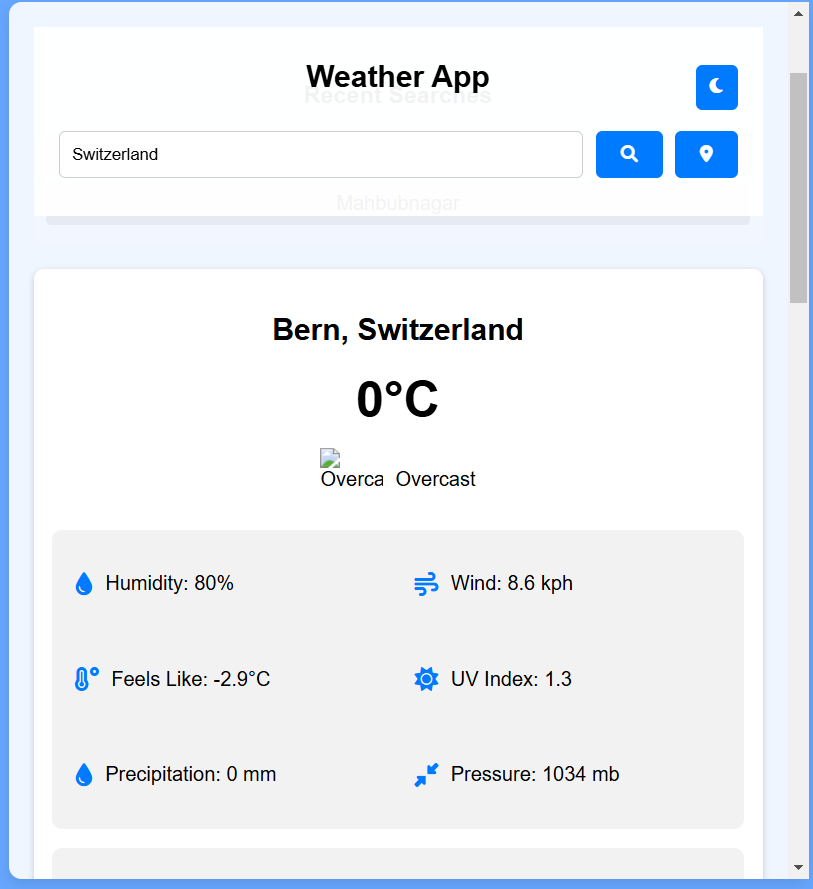 Weather App
Recent Searches
Switzerland
Mahbubnagar
Bern, Switzerland
0°C
Overca Overcast
Humidity: 80% Wind: 8.6 kph
Feels Like: -2.9°C UV Index: 1.3
Precipitation: 0 mm Pressure: 1034 mb